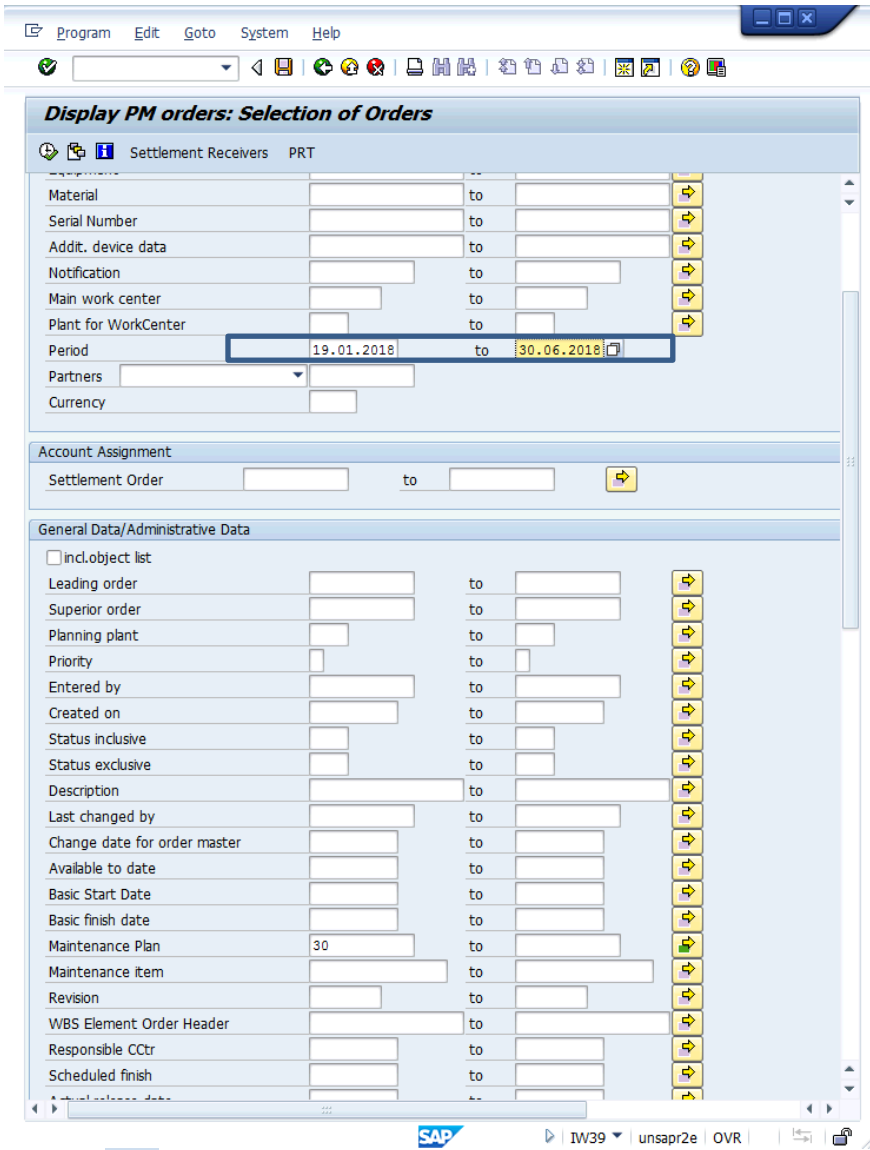 Program Edit Goto System Help
Display PM orders: Selection of Orders
Settlement Receivers PRT
Material to
Serial Number to
Addit. device data to
Notification to
Main work center to
Plant for WorkCenter to
Period 19.01.2018 to 30.06.2018
Partners
Currency
Account Assignment
Settlement Order to
General Data/Administrative Data
incl.object list
Leading order to
Superior order to
Planning plant to
Priority to
Entered by to
Created on to
Status inclusive to
Status exclusive to
Description to
Last changed by to
Change date for order master to
Available to date to
Basic Start Date to
Basic finish date to
Maintenance Plan 30 to
Maintenance item to
Revision to
WBS Element Order Header to
Responsible CCtr to
Scheduled finish to
SAP IW39 unsapr2e OVR